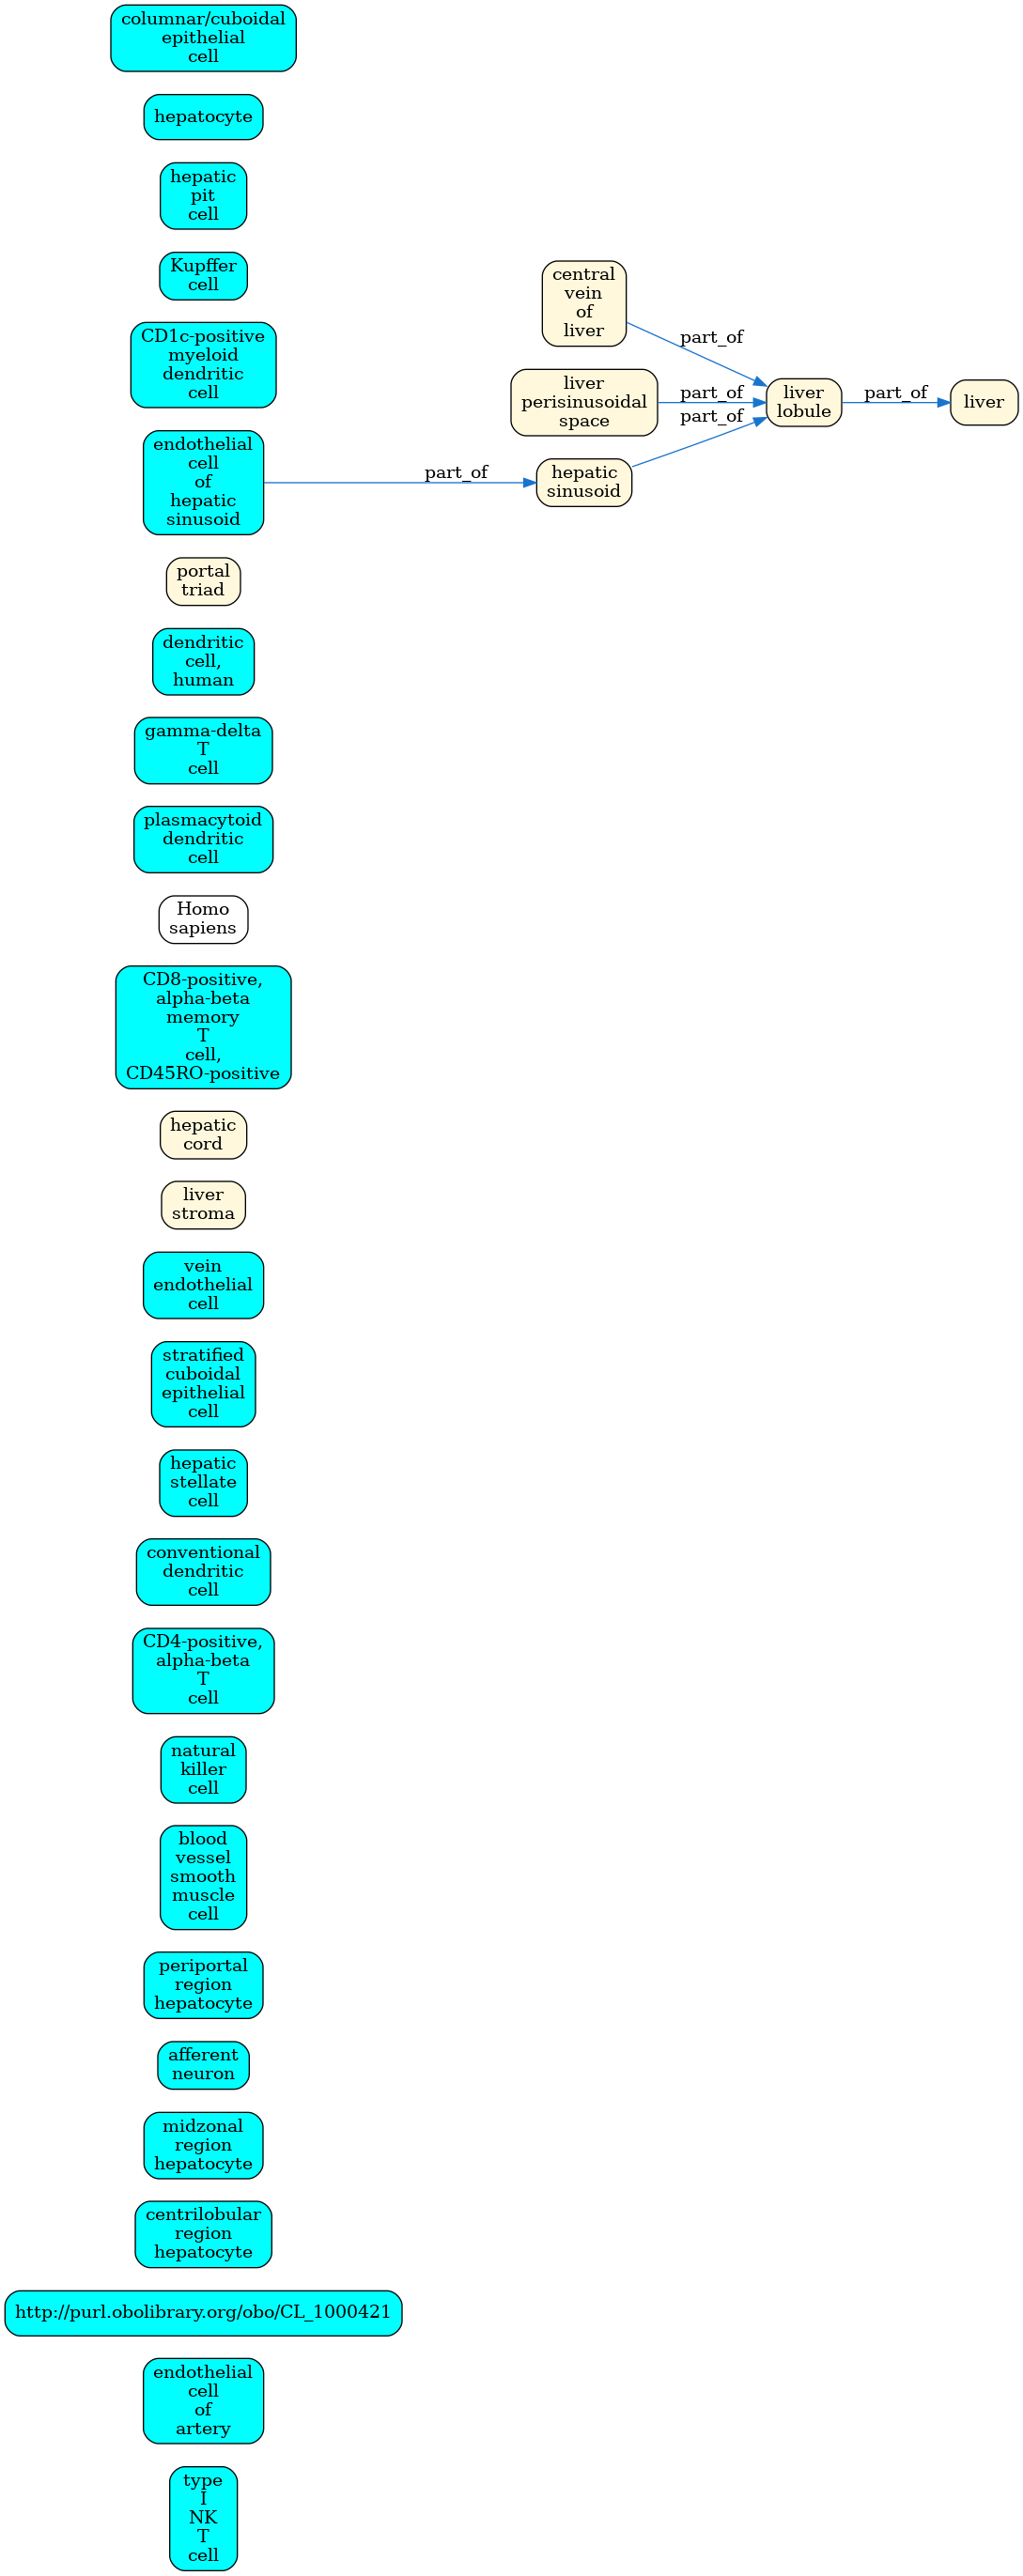 columnar/cuboidal
epithelial
cell
hepatocyte
hepatic
pit
cell
Kupffer
cell
CD1c-positive
myeloid
dendritic
cell
central
vein
of
liver
part_of
liver
perisinusoidal
space
part_of
part_of
liver
lobule
part_of
liver
endothelial
cell
of
hepatic
sinusoid
part_of
hepatic
sinusoid
portal
triad
dendritic
cell,
human
gamma-delta
T
cell
plasmacytoid
dendritic
cell
Homo
sapiens
CD8-positive,
alpha-beta
memory
T
cell,
CD45RO-positive
hepatic
cord
liver
stroma
vein
endothelial
cell
stratified
cuboidal
epithelial
cell
hepatic
stellate
cell
conventional
dendritic
cell
CD4-positive,
alpha-beta
T
cell
natural
killer
cell
blood
vessel
smooth
muscle
cell
periportal
region
hepatocyte
afferent
neuron
midzonal
region
hepatocyte
centrilobular
region
hepatocyte
http://purl.obolibrary.org/obo/CL_1000421
endothelial
cell
of
artery
type
I
NK
T
cell